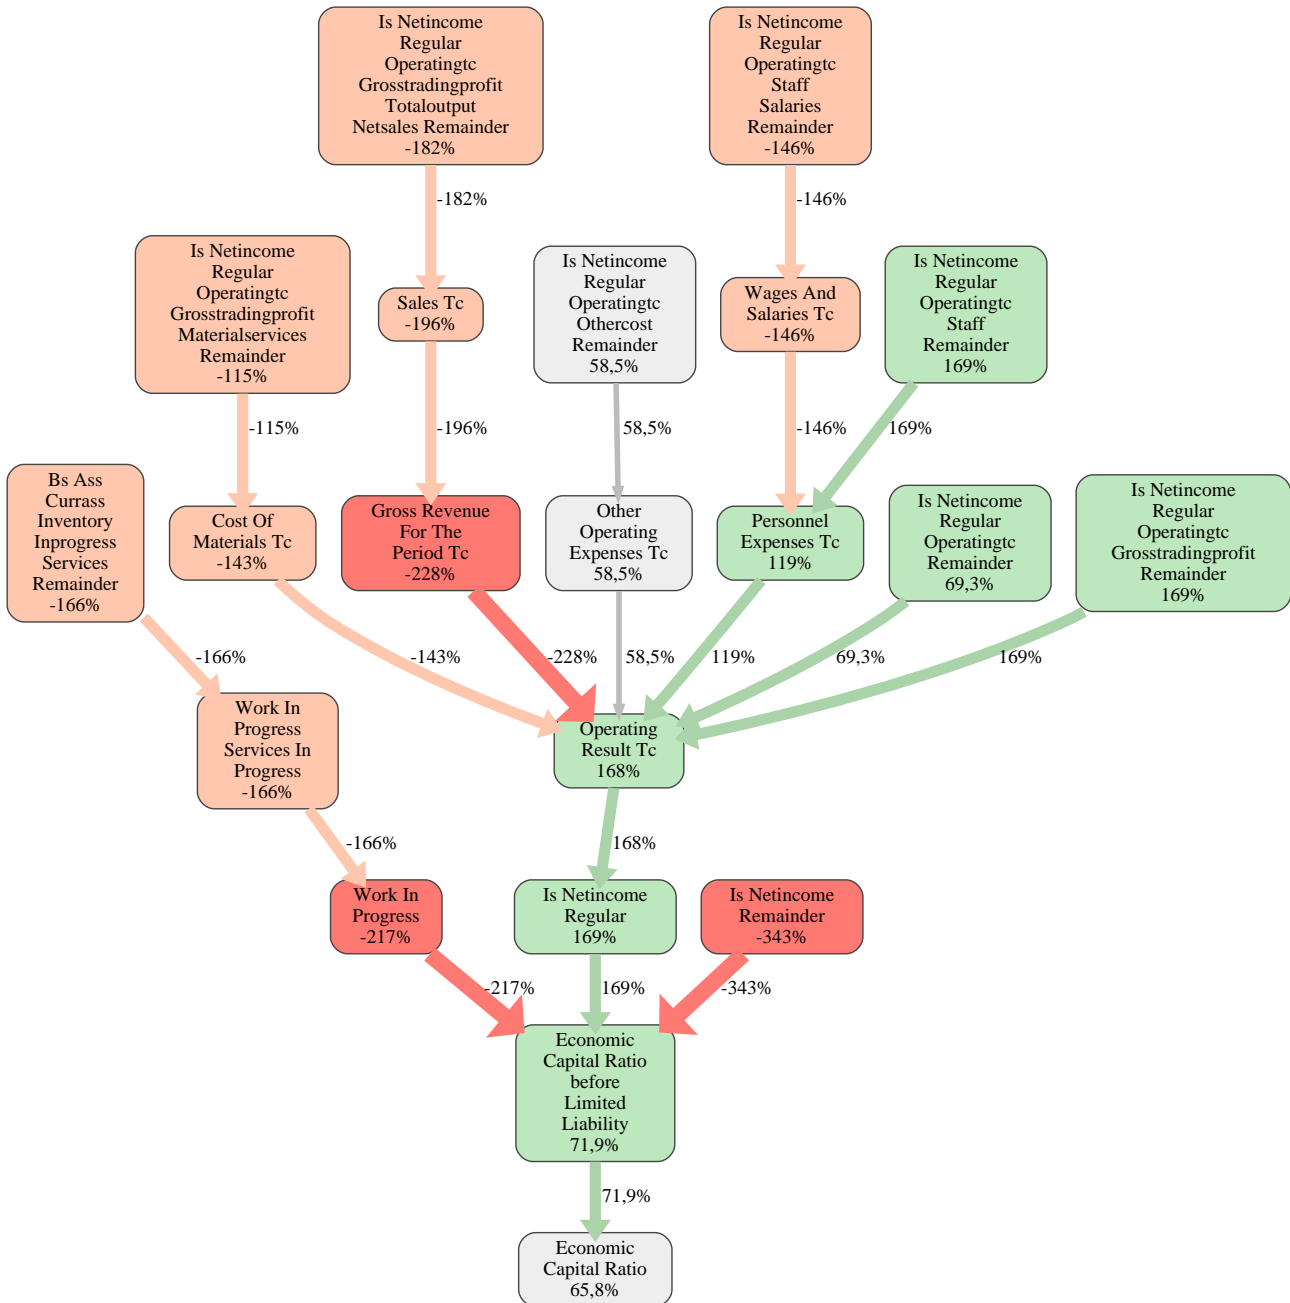 Is Netincome
Regular
Operatingtc
Grosstradingprofit
Totaloutput
Netsales Remainder
-182%
Is Netincome
Regular
Operatingtc
Staff
Salaries
Remainder
-146%
-182%
-146%
Is Netincome
Regular
Operatingtc
Grosstradingprofit
Materialservices
Remainder
-115%
Sales Tc
-196%
Is Netincome
Regular
Operatingtc
Othercost
Remainder
58,5%
Wages And
Salaries Tc
-146%
Is Netincome
Regular
Operatingtc
Staff
Remainder
169%
-115%
-196%
58,5%
-146%
169%
Bs Ass
Currass
Inventory
Inprogress
Services
Remainder
-166%
Cost Of
Materials Tc
-143%
Gross Revenue
For The
Period Tc
-228%
Other
Operating
Expenses Tc
58,5%
Personnel
Expenses Tc
119%
Is Netincome
Regular
Operatingtc
Remainder
69,3%
Is Netincome
Regular
Operatingtc
Grosstradingprofit
Remainder
169%
-166%
-143%
-228%
58,5%
119%
69,3%
169%
Work In
Progress
Services In
Progress
-166%
Operating
Result Tc
168%
-166%
168%
Work In
Progress
-217%
Is Netincome
Regular
169%
Is Netincome
Remainder
-343%
-217%
169%
-343%
Economic
Capital Ratio
before
Limited
Liability
71,9%
71,9%
Economic
Capital Ratio
65,8%